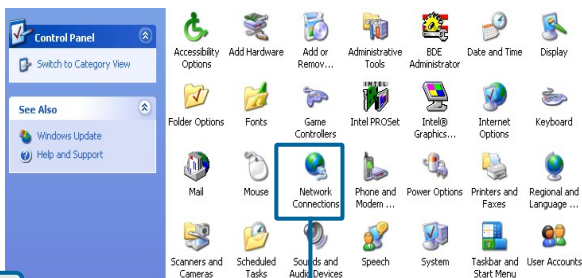 Control Panel
Switch to Category View
See Also
Windows Update
Help and Support
Accessibility
Options
Add Hardware
Add or
Remov...
Administrative
Tools
BDE
Administrator
Date and Time
Display
Folder Options
Fonts
Game
Controllers
INTEL
Intel PROSet
Intel®
Graphics...
Internet
Options
Keyboard
Mail
Mouse
Network
Connections
Phone and
Modem ...
Power Options
Printers and
Faxes
Regional and
Language ...
Scanners and
Cameras
Scheduled
Tasks
Sounds and
Audio Devices
Speech
System
Taskbar and
Start Menu
User Accounts